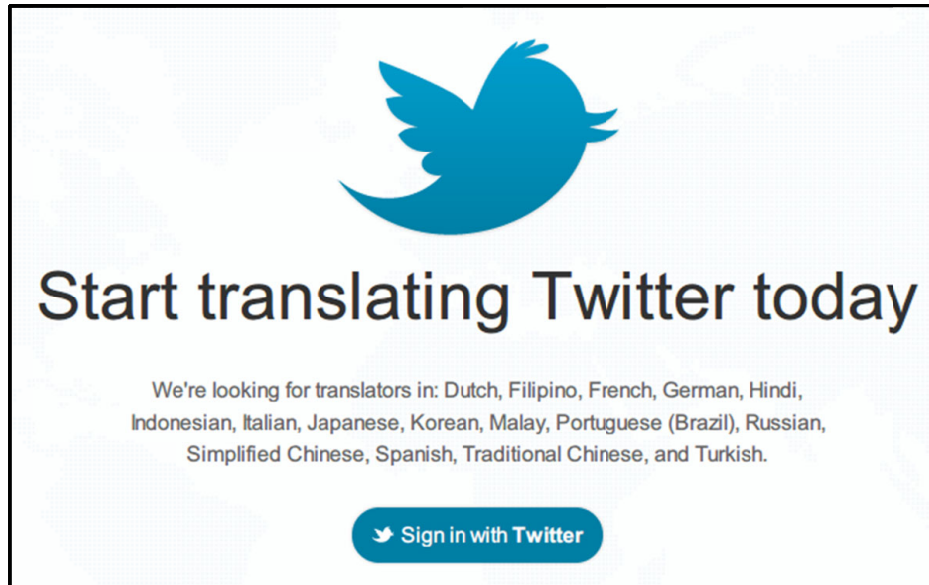 Start translating Twitter today
We're looking for translators in: Dutch, Filipino, French, German, Hindi,
Indonesian, Italian, Japanese, Korean, Malay, Portuguese (Brazil), Russian,
Simplified Chinese, Spanish, Traditional Chinese, and Turkish.
Sign in with Twitter